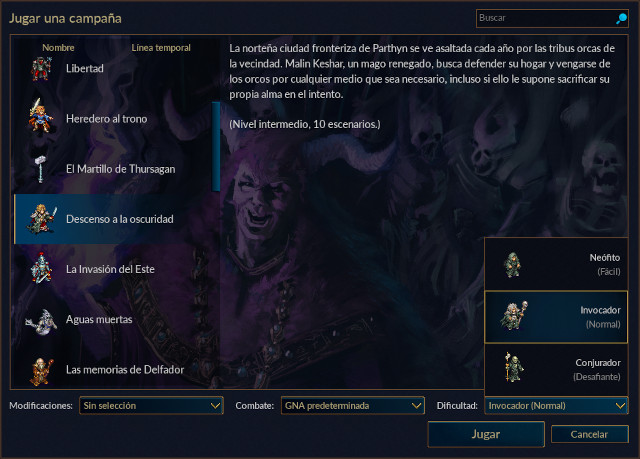 Jugar una campaña
Buscar
Nombre
Línea temporal
Libertad
Heredero al trono
El Martillo de Thursagan
Descenso a la oscuridad
La Invasión del Este
Aguas muertas
Las memorias de Delfador
La norteña ciudad fronteriza de Parthyn se ve asaltada cada año por las tribus orcas de
la vecindad. Malin Keshar, un mago renegado, busca defender su hogar y vengarse de
los orcos por cualquier medio que sea necesario, incluso si ello le supone sacrificar su
propia alma en el intento.
(Nivel intermedio, 10 escenarios.)
Neófito
(Fácil)
Invocador
(Normal)
Conjurador
(Desafiante)
Modificaciones:
Sin selección
Combate:
GNA predeterminada
Dificultad:
Invocador (Normal)
Jugar
Cancelar